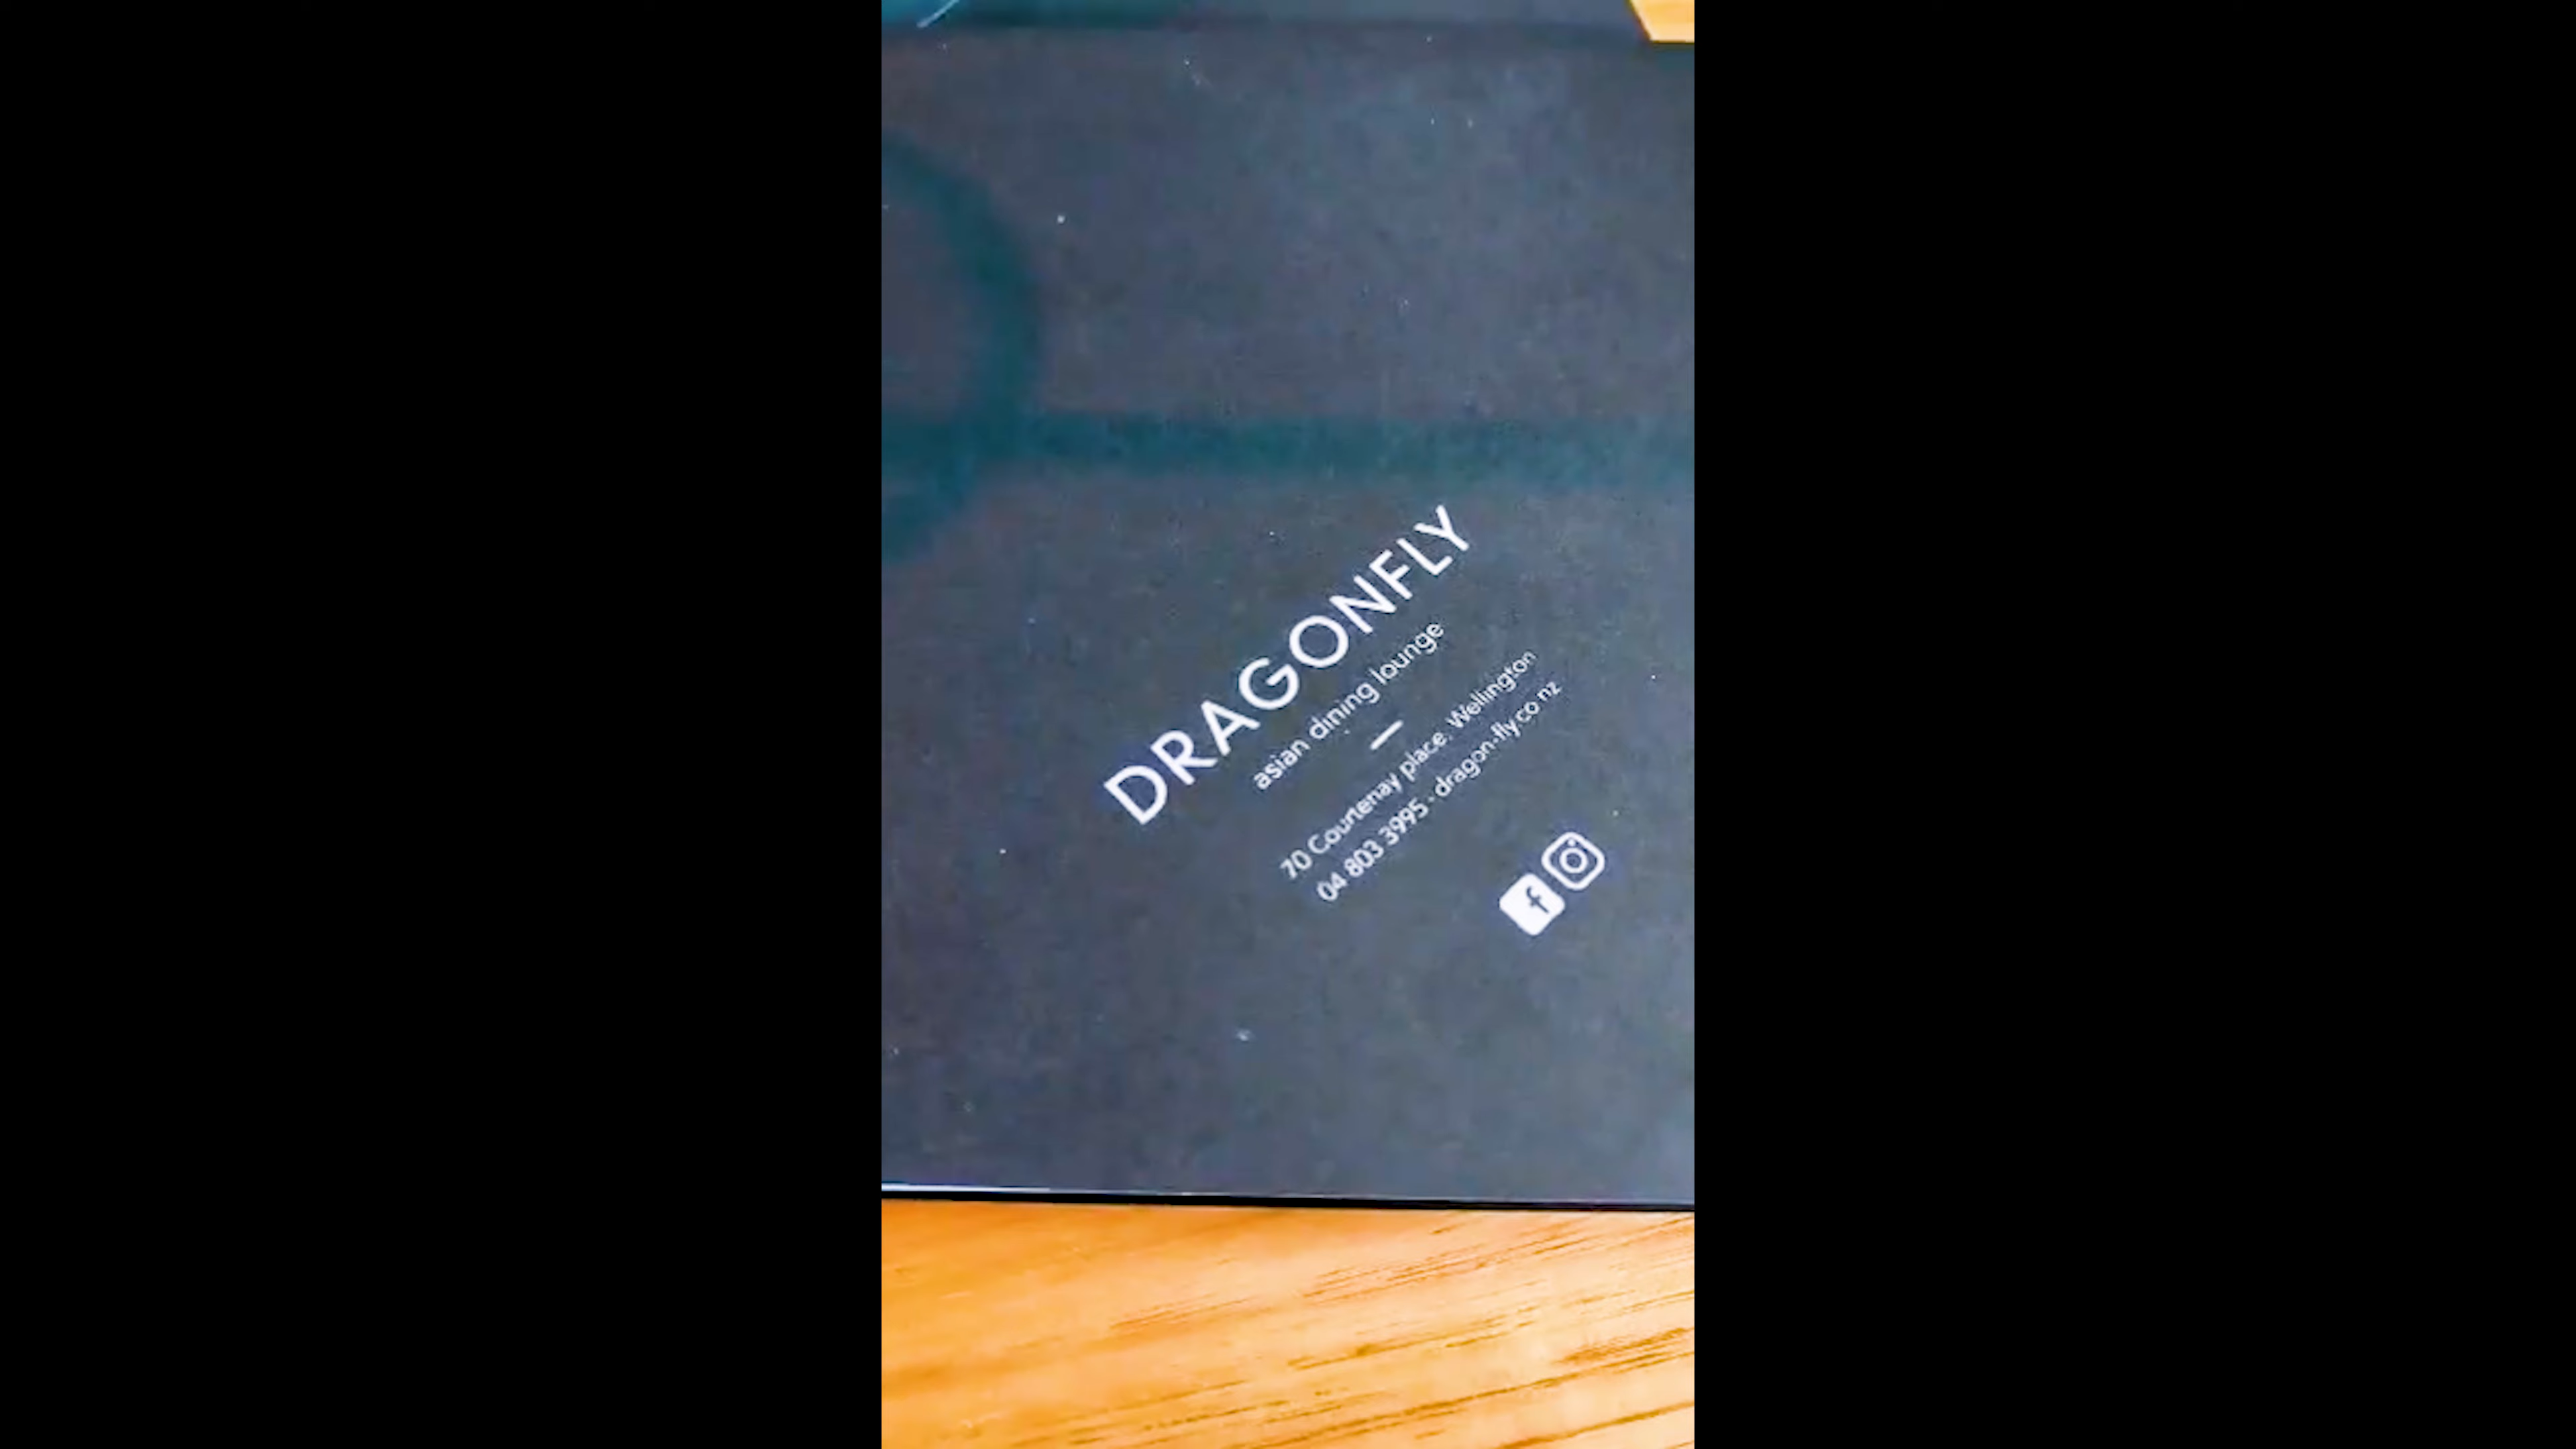 DRAGONFLY
asian dining lounge
70 Courtenay place, Wellington
04 803 3995 · dragon-fly.co.nz